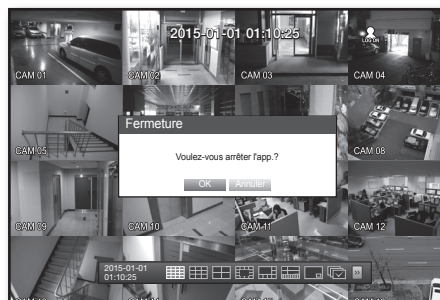 2015-01-01 01:10:25
LOG ON
CAM 01
CAM 02
CAM 03
CAM 04
Fermeture
Voulez-vous arrêter l'app.?
OK
Annuler
CAM 05
CAM 08
CAM 09
CAM 10
CAM 11
CAM 12
2015-01-01
01:10:25